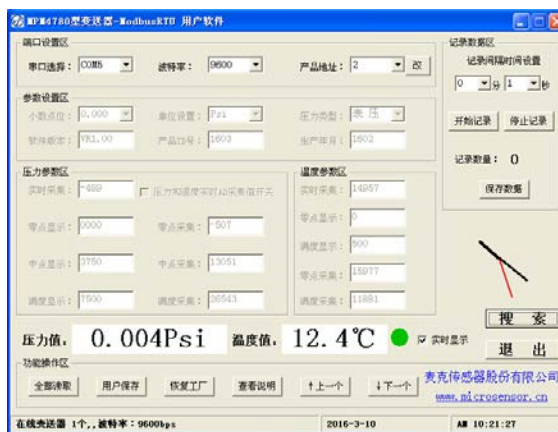 MPM4780型变送器-ModbusRTU 用户软件
端口设置区
串口选择: COM5 波特率: 9600 产品地址: 2 改
参数设置区
小数点位: 0.000 单位设置: Psi 压力类型: 表压
软件版本: VR1.00 产品编号: 1603 生产年月: 1602
压力参数区
实时采集: -489 压力和温度实时AD采集值开关
零点显示: 0000 零点采集: -507
中点显示: 3750 中点采集: 13051
满度显示: 7500 满度采集: 26543
温度参数区
实时采集: 14957
零点显示: 0
满度显示: 500
零点采集: 15977
满度采集: 11881
记录数据区
记录间隔时间设置
0 分 1 秒
开始记录 停止记录
记录数量: 0
保存数据
搜 索
退 出
压力值: 0.004Psi 温度值: 12.4℃ 实时显示
功能操作区
全部读取 用户保存 恢复工厂 查看说明 ↑上一个 ↓下一个
麦克传感器股份有限公司
www.microsensor.cn
在线变送器 1个,,波特率:9600bps 2016-3-10 AM 10:21:27